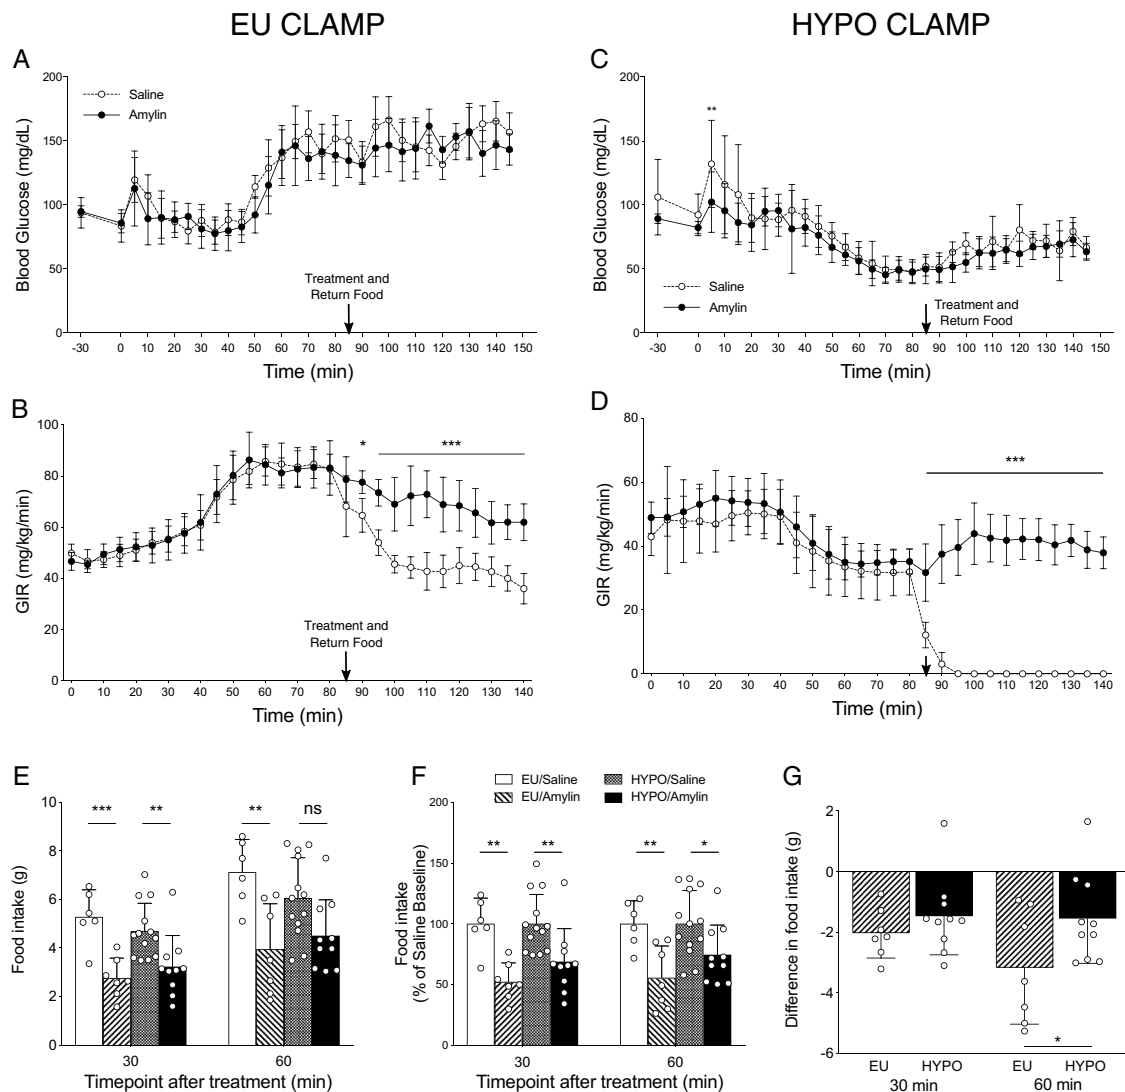 EU CLAMP
HYPO CLAMP
A
200
150
100
50
0
Blood Glucose (mg/dL)
Saline
Amylin
Treatment and
Return Food
-30 0 10 20 30 40 50 60 70 80 90 100 110 120 130 140 150
Time (min)
C
200
150
100
50
0
Blood Glucose (mg/dL)
**
Saline
Amylin
Treatment and
Return Food
-30 0 10 20 30 40 50 60 70 80 90 100 110 120 130 140 150
Time (min)
B
100
80
60
40
20
0
GIR (mg/kg/min)
* ***
Treatment and
Return Food
0 10 20 30 40 50 60 70 80 90 100 110 120 130 140
Time (min)
D
80
60
40
20
0
GIR (mg/kg/min)
***
0 10 20 30 40 50 60 70 80 90 100 110 120 130 140
Time (min)
E
10
8
6
4
2
0
Food intake (g)
*** ** ** ns
30 60
Timepoint after treatment (min)
F
EU/Saline HYPO/Saline
EU/Amylin HYPO/Amylin
200
150
100
50
0
Food intake
(% of Saline Baseline)
** ** ** *
30 60
Timepoint after treatment (min)
G
2
0
-2
-4
-6
Difference in food intake (g)
*
EU HYPO EU HYPO
30 min 60 min